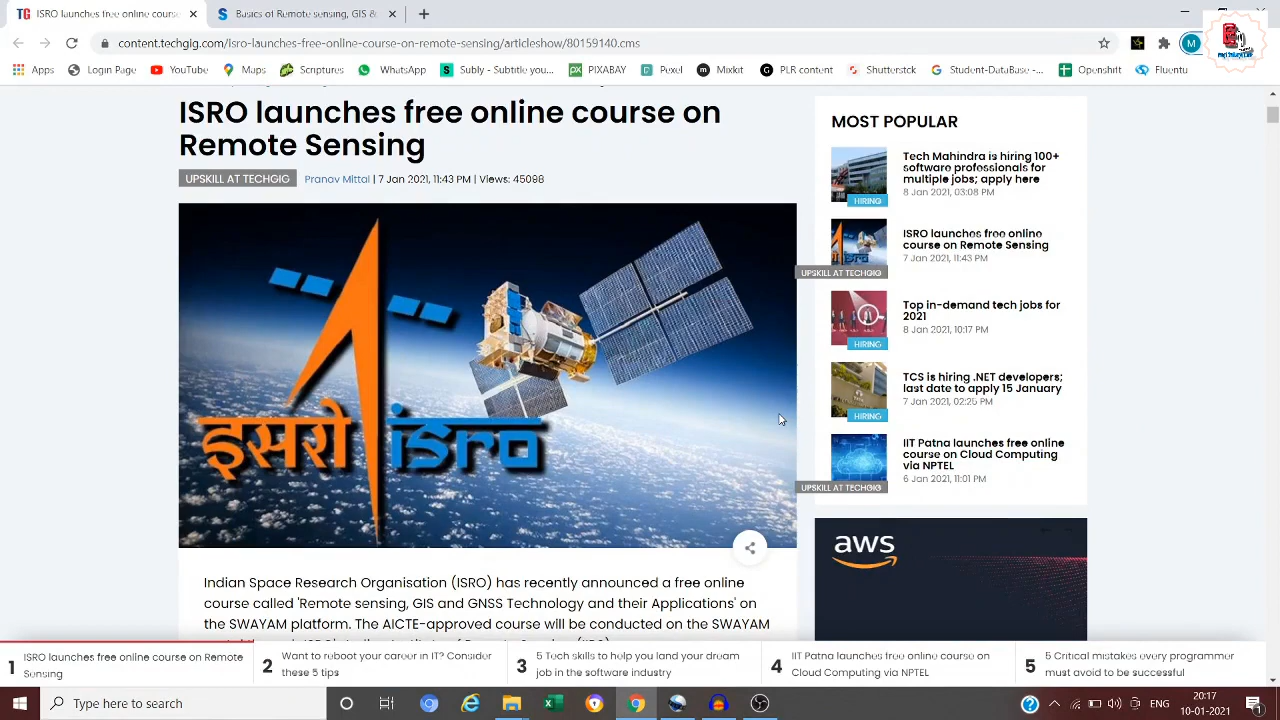 ISRO launches free online course
Basics of Remote sensing, GIS &
content.techgig.com/isro-launches-free-online-course-on-remote-sensing/articleshow/80159140.cms
M
Apps
Login Page
YouTube
Maps
Scriptures
WhatsApp
Subly - Subtitle you...
PIXABAY
Pexel
Mixkit
PLR content
Shutterstck
Student-DataBase -...
Openshift
Fluentu
ISRO launches free online course on
Remote Sensing
UPSKILL AT TECHGIG
Pranav Mittal | 7 Jan 2021, 11:43 PM | Views: 45098
इसरो isro
Indian Space Research Organisation (ISRO) has recently announced a free online
course called 'Remote sensing, GIS and GNSS Technology and their Applications' on
the SWAYAM platform. The AICTE-approved course will be conducted on the SWAYAM
MOST POPULAR
Tech Mahindra is hiring 100+
software professionals for
multiple jobs; apply here
8 Jan 2021, 03:08 PM
HIRING
ISRO launches free online
course on Remote Sensing
7 Jan 2021, 11:43 PM
UPSKILL AT TECHGIG
Top in-demand tech jobs for
2021
8 Jan 2021, 10:17 PM
HIRING
TCS is hiring .NET developers;
last date to apply 15 January
7 Jan 2021, 02:25 PM
HIRING
IIT Patna launches free online
course on Cloud Computing
via NPTEL
6 Jan 2021, 11:01 PM
UPSKILL AT TECHGIG
aws
1 ISRO launches free online course on Remote
Sensing
2 Want to reboot your career in IT? Consider
these 5 tips
3 5 Tech skills to help you land your dream
job in the software industry
4 IIT Patna launches free online course on
Cloud Computing via NPTEL
5 5 Critical mistakes every programmer
must avoid to be successful
Type here to search
ENG
20:17
10-01-2021